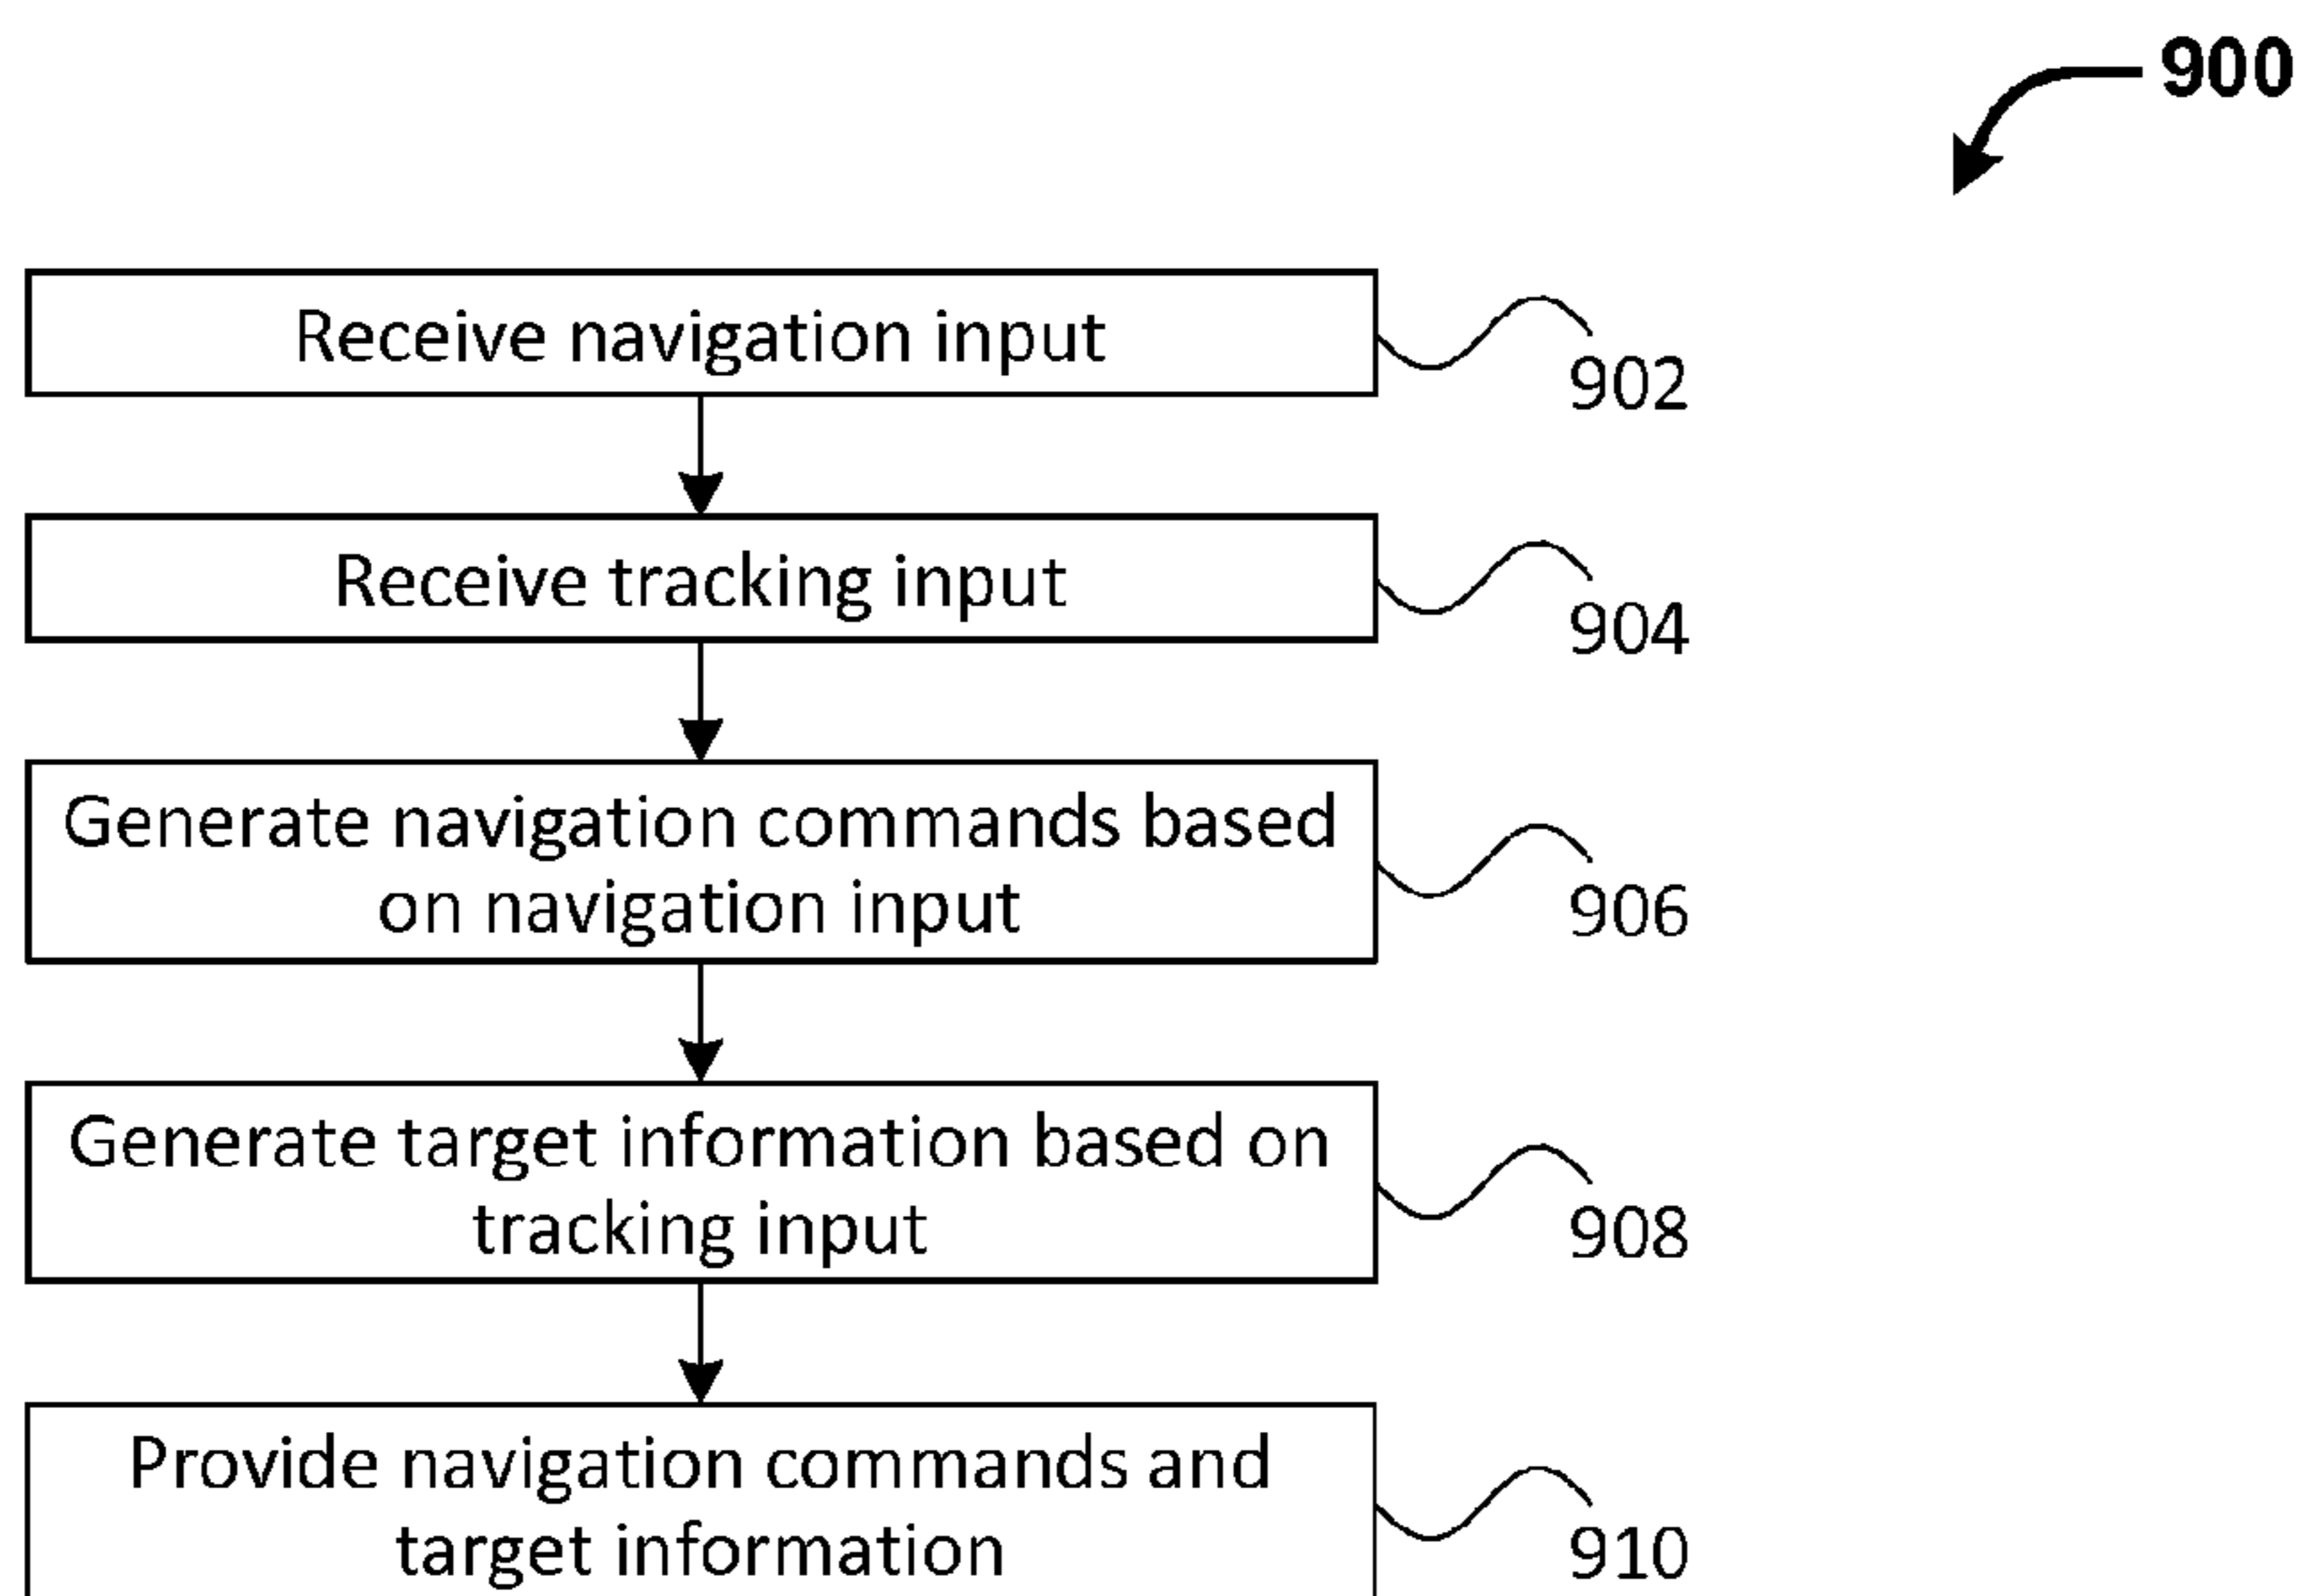 900
Receive navigation input
902
Receive tracking input
904
Generate navigation commands based
on navigation input
906
Generate target information based on
tracking input
908
Provide navigation commands and
target information
910